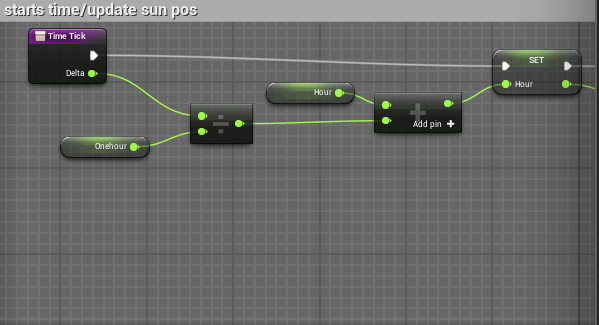 starts time/update sun pos
Time Tick
Delta
Onehour
Hour
Add pin
SET
Hour